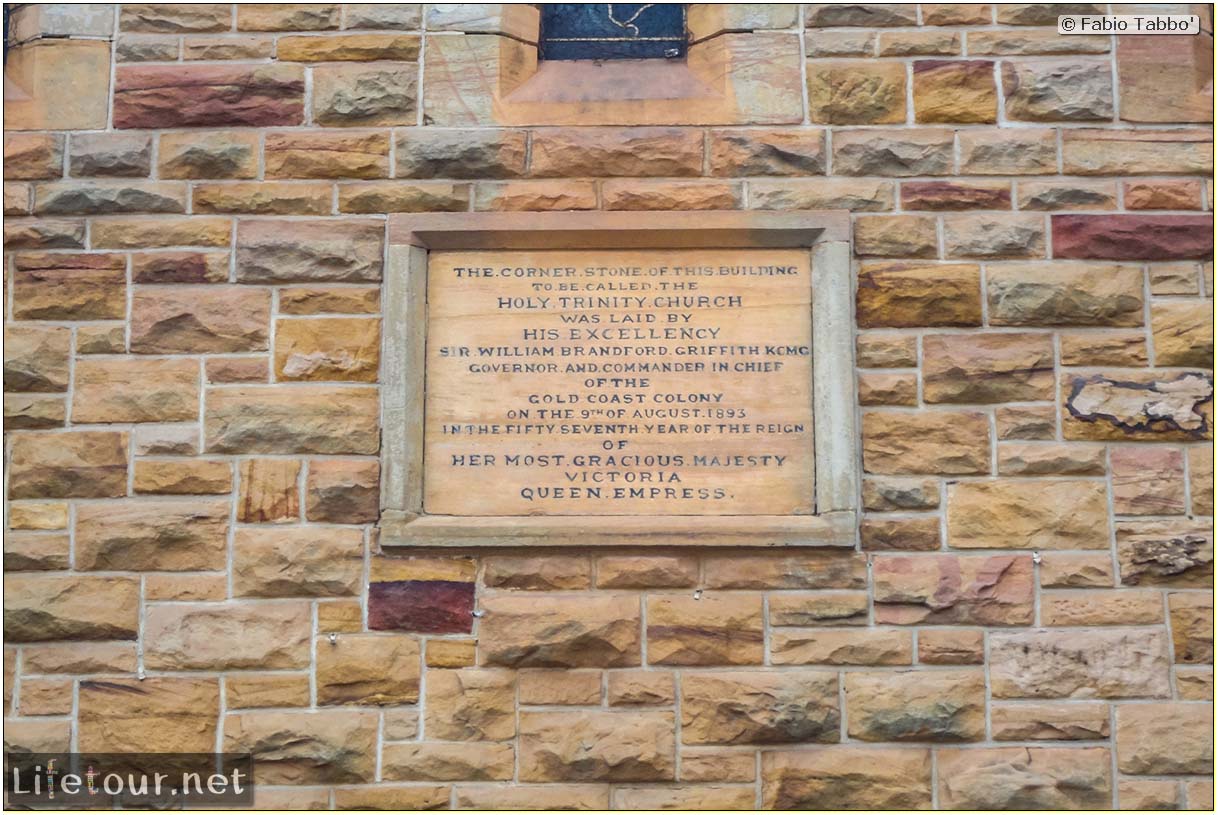 © Fabio Tabbo'
THE.CORNER.STONE.OF THIS.BUILDING
TO.BE.CALLED.THE
HOLY.TRINITY.CHURCH
WAS.LAID.BY
HIS.EXCELLENCY
SIR.WILLIAM.BRANDFORD.GRIFFITH KCMG
GOVERNOR.AND.COMMANDER IN CHIEF
OF THE
GOLD COAST COLONY
ON THE 9TH OF AUGUST.1893
IN THE FIFTY SEVENTH YEAR OF THE REIGN
OF
HER MOST.GRACIOUS.MAJESTY
VICTORIA
QUEEN.EMPRESS.
Lifetour.net